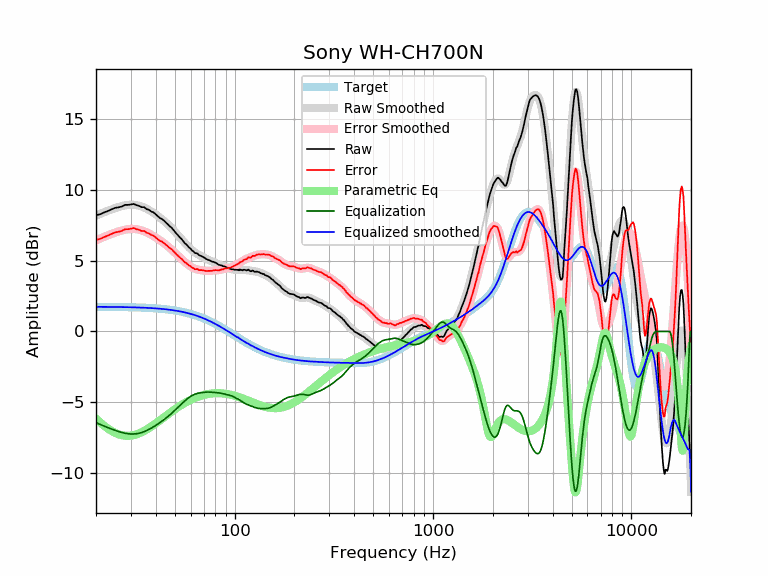 Sony WH-CH700N
Target
Raw Smoothed
Error Smoothed
Raw
Error
Parametric Eq
Equalization
Equalized smoothed
15
10
5
0
−5
−10
Amplitude (dBr)
100
1000
10000
Frequency (Hz)